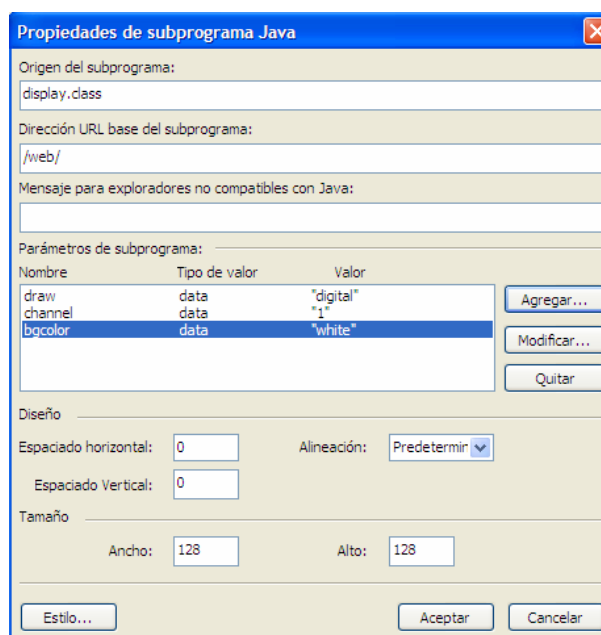 Propiedades de subprograma Java
Origen del subprograma:
display.class
Dirección URL base del subprograma:
/web/
Mensaje para exploradores no compatibles con Java:
Parámetros de subprograma:
Nombre Tipo de valor Valor
draw data "digital"
channel data "1"
bgcolor data "white"
Agregar...
Modificar...
Quitar
Diseño
Espaciado horizontal: 0 Alineación: Predetermir
Espaciado Vertical: 0
Tamaño
Ancho: 128 Alto: 128
Estilo... Aceptar Cancelar